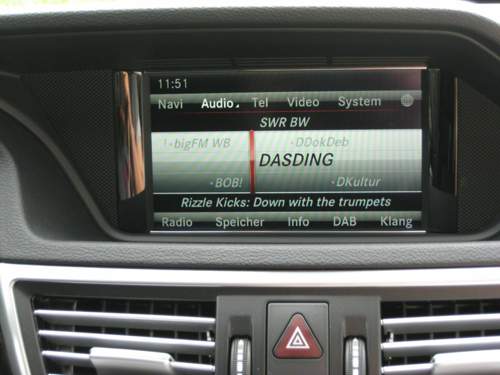 11:51
Navi Audio Tel Video System
SWR BW
!·bigFM WB ·DDokDeb
DASDING
·BOB! ·DKultur
Rizzle Kicks: Down with the trumpets
Radio Speicher Info DAB Klang